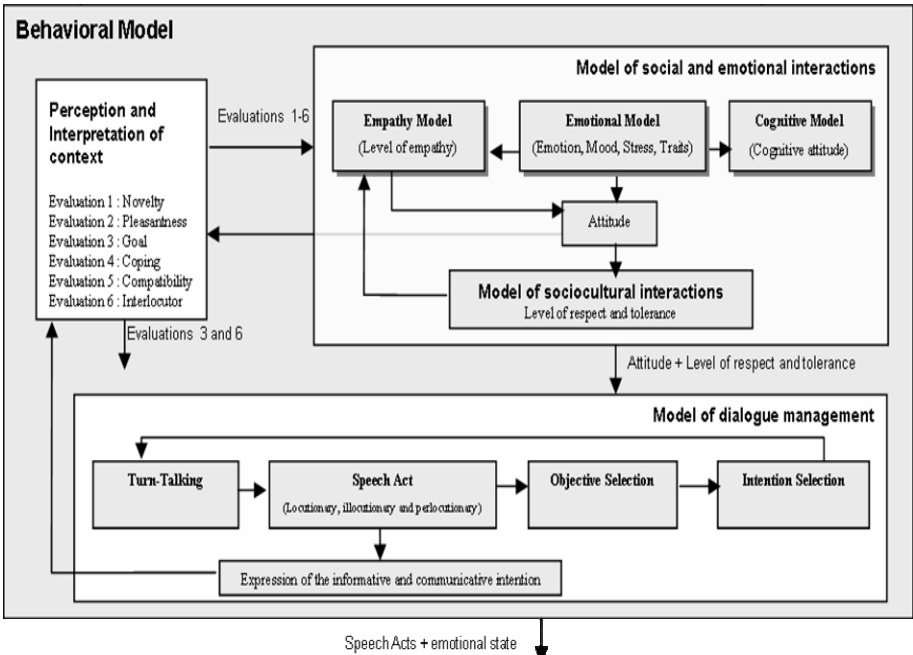 Behavioral Model
Perception and
Interpretation of
context
Evaluation 1 : Novelty
Evaluation 2 : Pleasantness
Evaluation 3 : Goal
Evaluation 4 : Coping
Evaluation 5 : Compatibility
Evaluation 6 : Interlocutor
Evaluations 1-6
Model of social and emotional interactions
Empathy Model
(Level of empathy)
Emotional Model
(Emotion, Mood, Stress, Traits)
Cognitive Model
(Cognitive attitude)
Attitude
Model of sociocultural interactions
Level of respect and tolerance
Evaluations 3 and 6
Attitude + Level of respect and tolerance
Model of dialogue management
Turn-Talking
Speech Act
(Locutionary, illocutionary and perlocutionary)
Objective Selection
Intention Selection
Expression of the informative and communicative intention
Speech Acts + emotional state